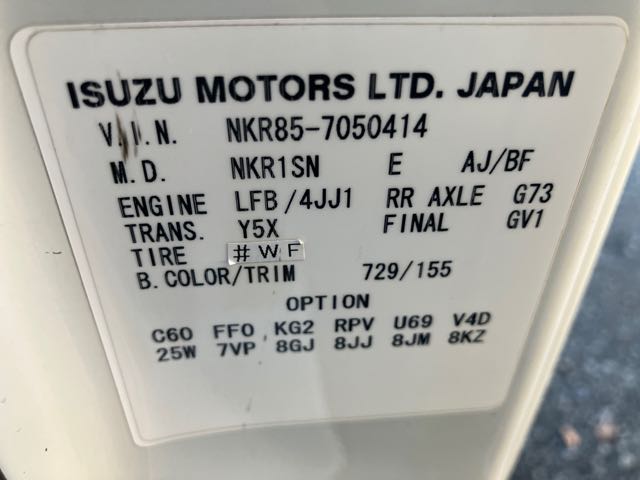 ISUZU MOTORS LTD. JAPAN
V.I.N. NKR85-7050414
M.D. NKR1SN E AJ/BF
ENGINE LFB/4JJ1 RR AXLE G73
TRANS. Y5X FINAL GV1
TIRE #WF
B. COLOR/TRIM 729/155
OPTION
C60 FF0 KG2 RPV U69 V4D
25W 7VP 8GJ 8JJ 8JM 8KZ